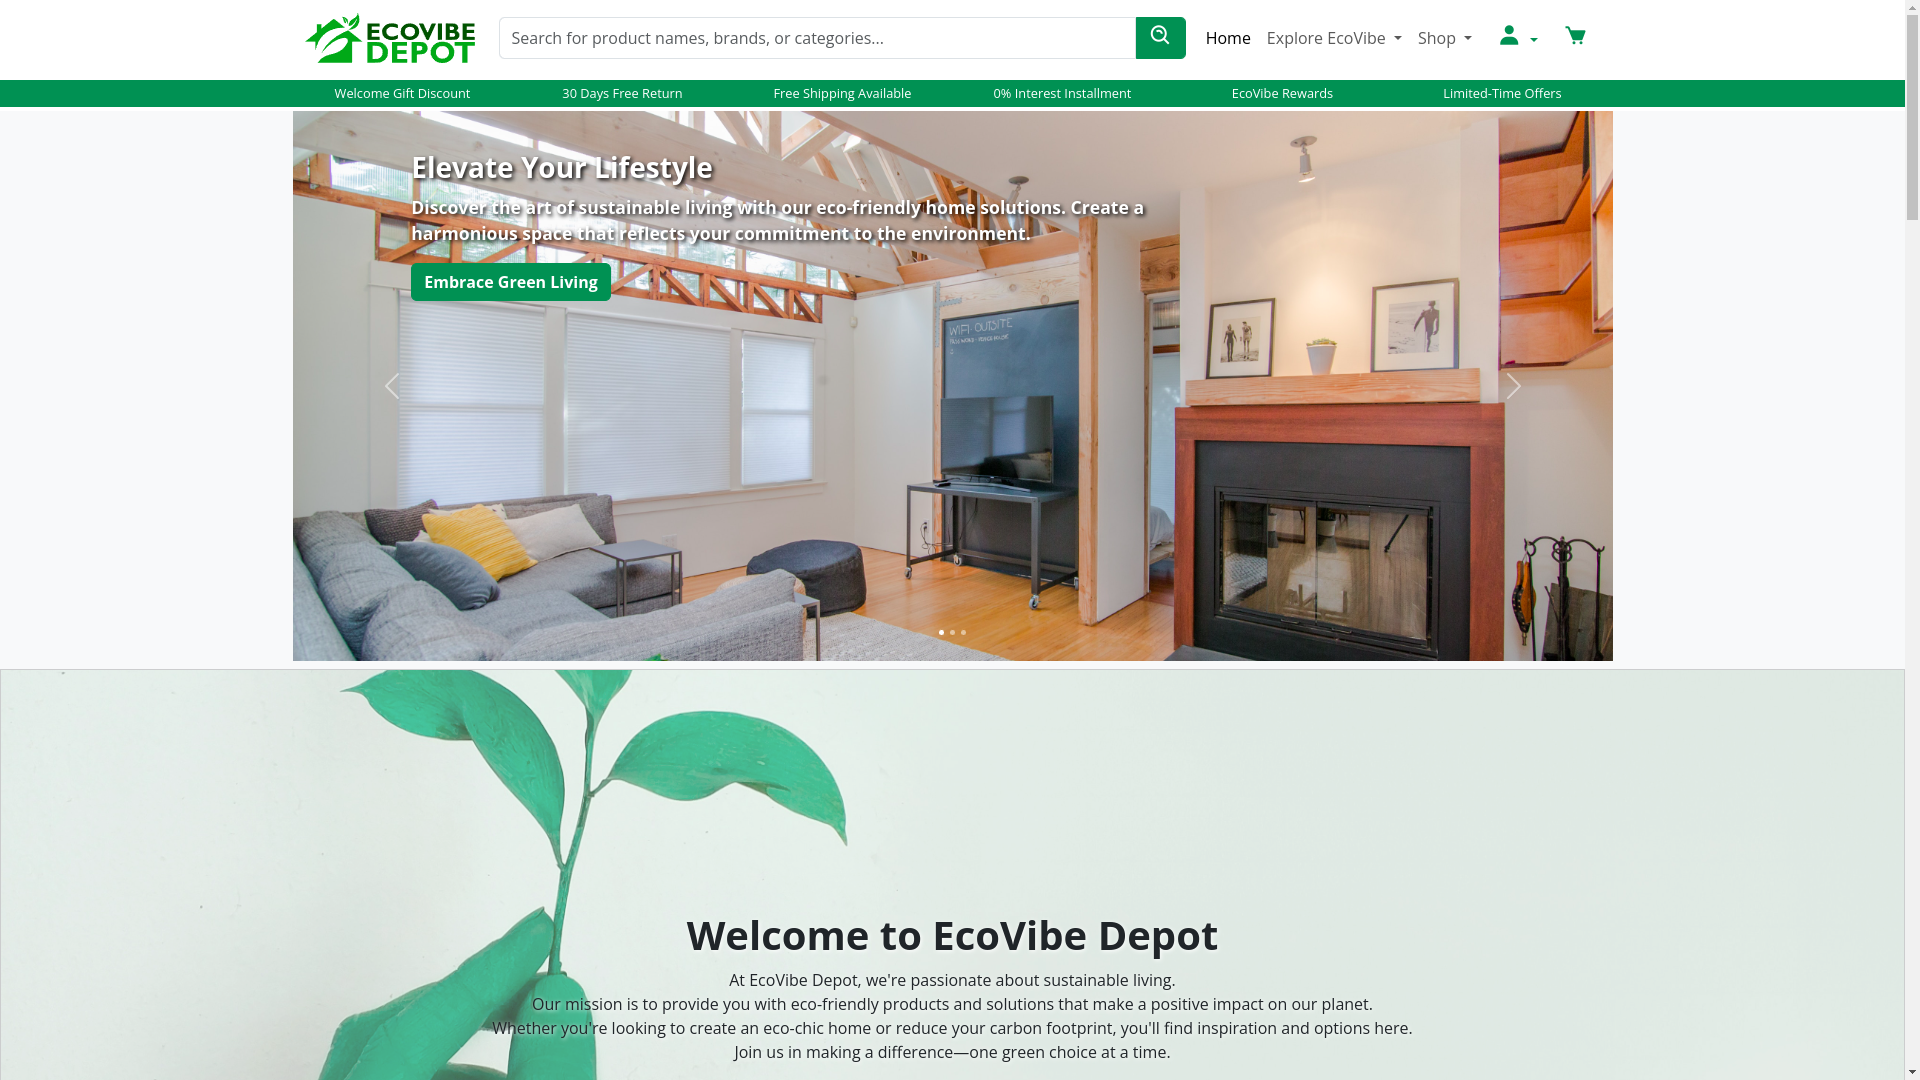 ECOVIBE
DEPOT
Search for product names, brands, or categories...
Home
Explore EcoVibe
Shop
Welcome Gift Discount
30 Days Free Return
Free Shipping Available
0% Interest Installment
EcoVibe Rewards
Limited-Time Offers
Elevate Your Lifestyle
Discover the art of sustainable living with our eco-friendly home solutions. Create a
harmonious space that reflects your commitment to the environment.
Embrace Green Living
WIFI OUTSITE
Welcome to EcoVibe Depot
At EcoVibe Depot, we're passionate about sustainable living.
Our mission is to provide you with eco-friendly products and solutions that make a positive impact on our planet.
Whether you're looking to create an eco-chic home or reduce your carbon footprint, you'll find inspiration and options here.
Join us in making a difference—one green choice at a time.